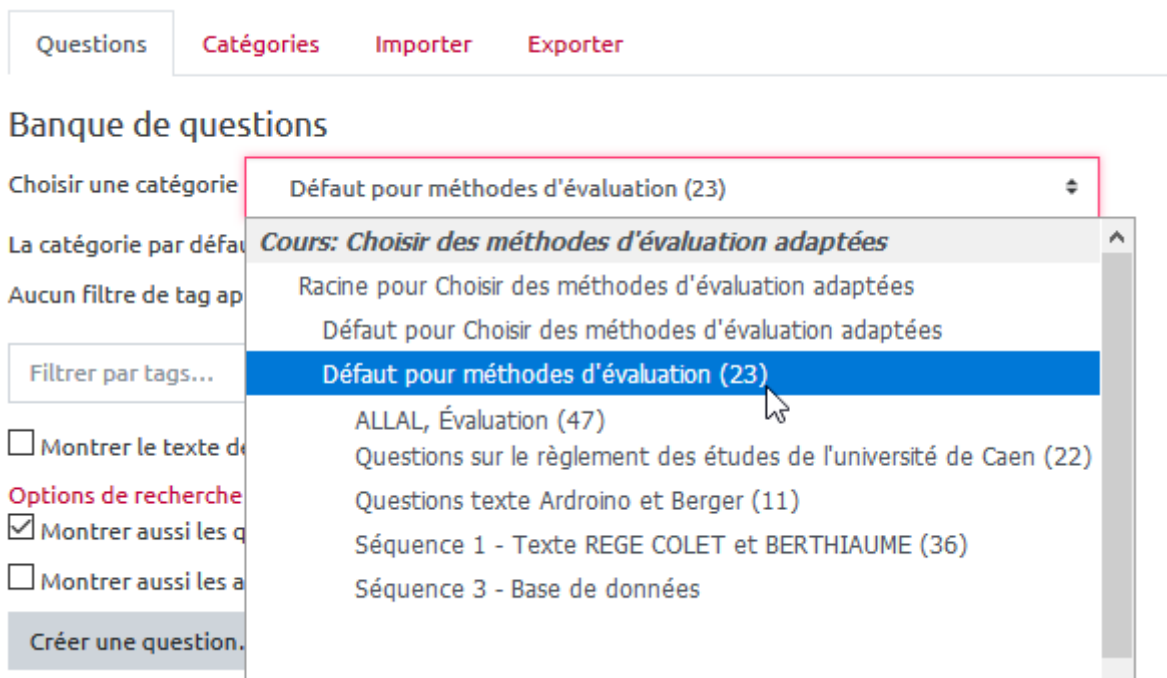 Questions Catégories Importer Exporter
Banque de questions
Choisir une catégorie Défaut pour méthodes d'évaluation (23)
La catégorie par Cours: Choisir des méthodes d'évaluation adaptées
Aucun filtre de tag Racine pour Choisir des méthodes d'évaluation adaptées
Défaut pour Choisir des méthodes d'évaluation adaptées
Filtrer par tags... Défaut pour méthodes d'évaluation (23)
ALLAL, Évaluation (47)
Montrer le texte Questions sur le règlement des études de l'université de Caen (22)
Options de recherche Questions texte Ardroino et Berger (11)
Montrer aussi les Séquence 1 - Texte REGE COLET et BERTHIAUME (36)
Montrer aussi les Séquence 3 - Base de données
Créer une question.